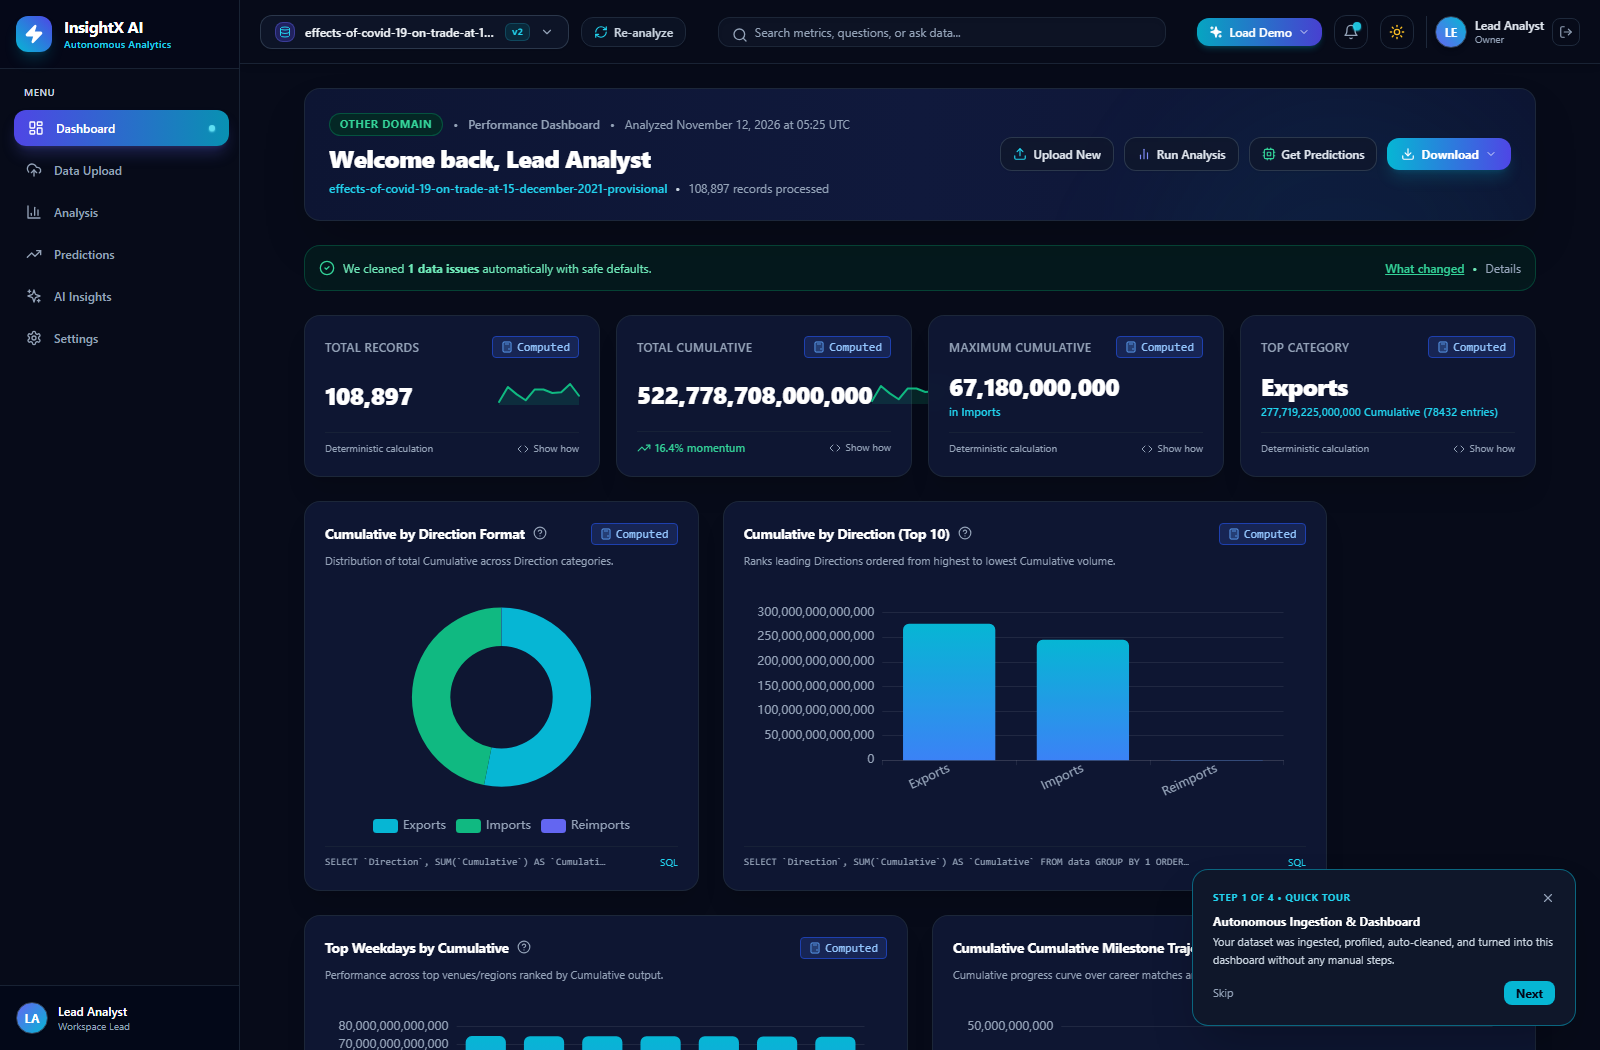 InsightX AI
Autonomous Analytics
MENU
Dashboard
Data Upload
Analysis
Predictions
AI Insights
Settings
LA
Lead Analyst
Workspace Lead
effects-of-covid-19-on-trade-at-1... v2
Re-analyze
Search metrics, questions, or ask data...
Load Demo
LE
Lead Analyst
Owner
OTHER DOMAIN • Performance Dashboard • Analyzed November 12, 2026 at 05:25 UTC
Welcome back, Lead Analyst
effects-of-covid-19-on-trade-at-15-december-2021-provisional • 108,897 records processed
Upload New
Run Analysis
Get Predictions
Download
We cleaned 1 data issues automatically with safe defaults.
What changed • Details
TOTAL RECORDS
Computed
108,897
Deterministic calculation
Show how
TOTAL CUMULATIVE
Computed
522,778,708,000,000
16.4% momentum
Show how
MAXIMUM CUMULATIVE
Computed
67,180,000,000
in Imports
Deterministic calculation
Show how
TOP CATEGORY
Computed
Exports
277,719,225,000,000 Cumulative (78432 entries)
Deterministic calculation
Show how
Cumulative by Direction Format
Computed
Distribution of total Cumulative across Direction categories.
Exports
Imports
Reimports
SELECT `Direction`, SUM(`Cumulative`) AS `Cumulati…
SQL
Cumulative by Direction (Top 10)
Computed
Ranks leading Directions ordered from highest to lowest Cumulative volume.
300,000,000,000,000
250,000,000,000,000
200,000,000,000,000
150,000,000,000,000
100,000,000,000,000
50,000,000,000,000
0
Exports
Imports
Reimports
SELECT `Direction`, SUM(`Cumulative`) AS `Cumulative` FROM data GROUP BY 1 ORDER…
SQL
Top Weekdays by Cumulative
Computed
Performance across top venues/regions ranked by Cumulative output.
80,000,000,000,000
70,000,000,000,000
Cumulative Cumulative Milestone Traj
Cumulative progress curve over career matches a
50,000,000,000
STEP 1 OF 4 • QUICK TOUR
Autonomous Ingestion & Dashboard
Your dataset was ingested, profiled, auto-cleaned, and turned into this
dashboard without any manual steps.
Skip
Next